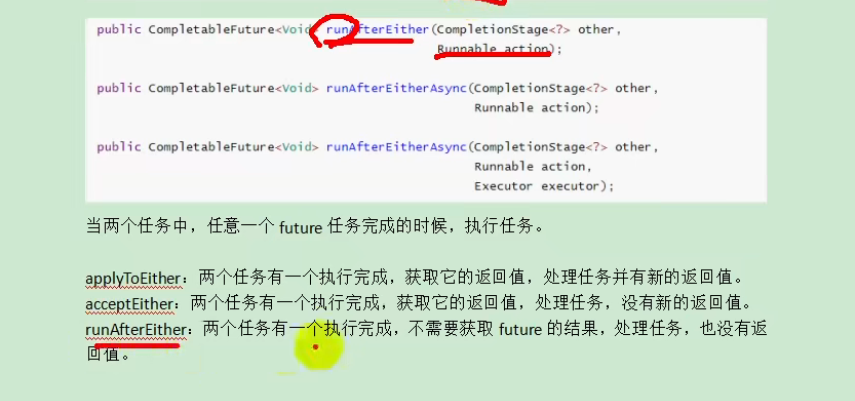 public CompletableFuture<Void> runAfterEither(CompletionStage<?> other,
Runnable action);
public CompletableFuture<Void> runAfterEitherAsync(CompletionStage<?> other,
Runnable action);
public CompletableFuture<Void> runAfterEitherAsync(CompletionStage<?> other,
Runnable action,
Executor executor);
当两个任务中，任意一个 future 任务完成的时候，执行任务。
applyToEither：两个任务有一个执行完成，获取它的返回值，处理任务并有新的返回值。
acceptEither：两个任务有一个执行完成，获取它的返回值，处理任务，没有新的返回值。
runAfterEither：两个任务有一个执行完成，不需要获取 future 的结果，处理任务，也没有返
回值。